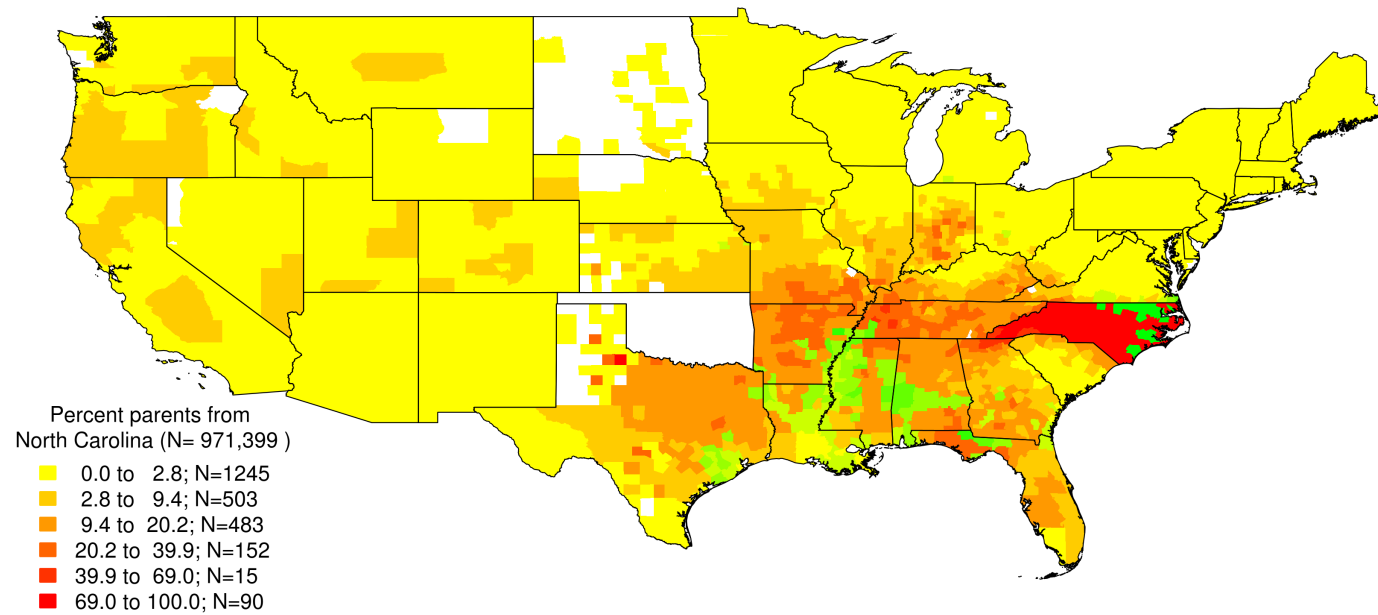 Percent parents from
North Carolina (N= 971,399 )
0.0 to 2.8; N=1245
2.8 to 9.4; N=503
9.4 to 20.2; N=483
20.2 to 39.9; N=152
39.9 to 69.0; N=15
69.0 to 100.0; N=90